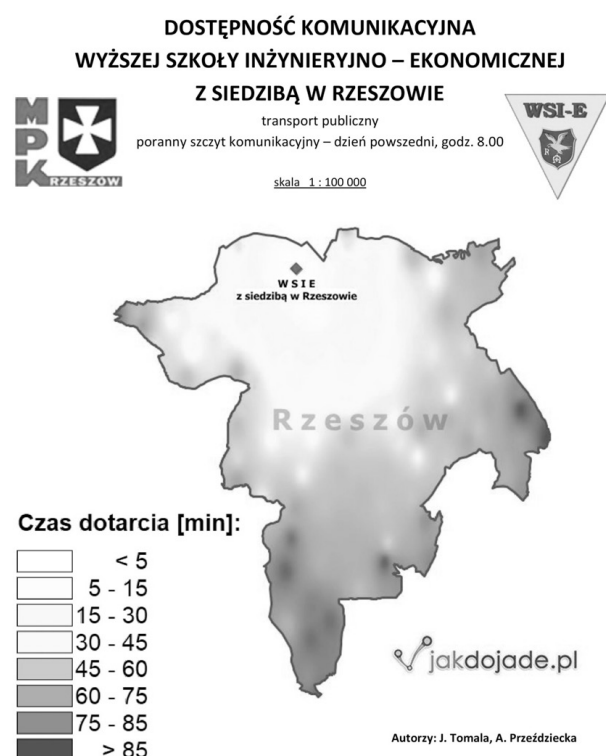 DOSTĘPNOŚĆ KOMUNIKACYJNA
WYŻSZEJ SZKOŁY INŻYNIERYJNO – EKONOMICZNEJ
Z SIEDZIBĄ W RZESZOWIE
transport publiczny
poranny szczyt komunikacyjny – dzień powszedni, godz. 8.00
skala 1 : 100 000
MPK
RZESZÓW
WSI-E
W S I E
z siedzibą w Rzeszowie
Rzeszów
Czas dotarcia [min]:
< 5
5 - 15
15 - 30
30 - 45
45 - 60
60 - 75
75 - 85
> 85
jakdojade.pl
Autorzy: J. Tomala, A. Przeździecka